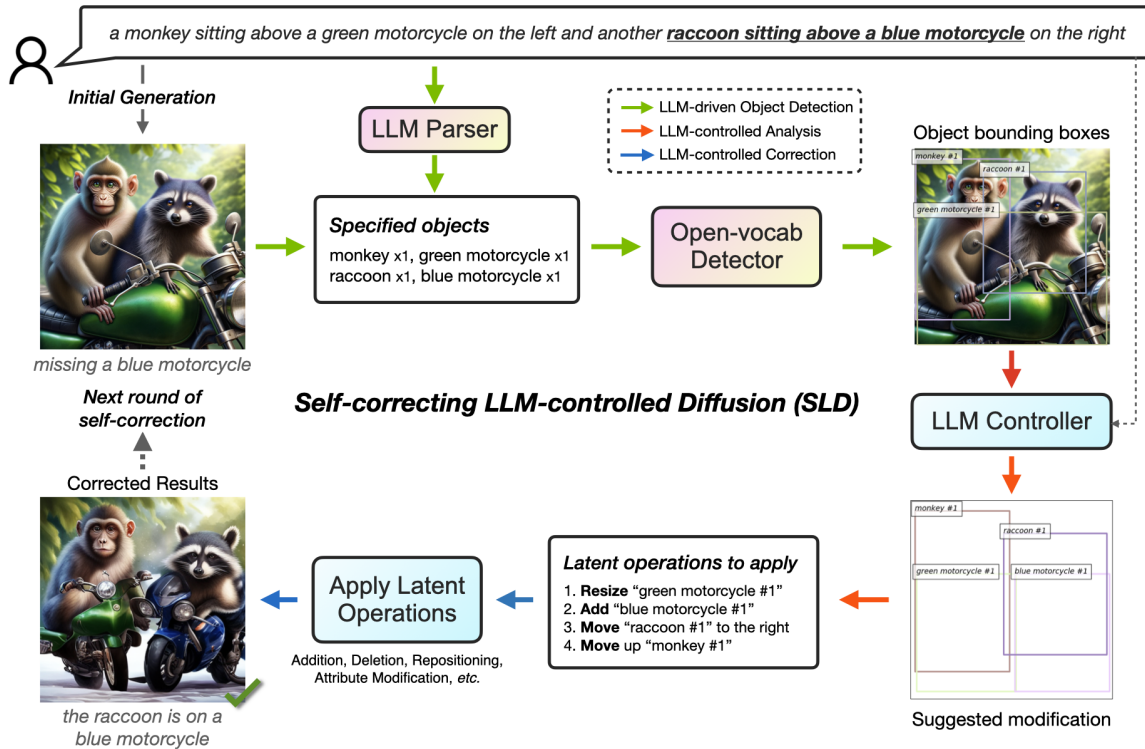 a monkey sitting above a green motorcycle on the left and another raccoon sitting above a blue motorcycle on the right
Initial Generation
LLM Parser
LLM-driven Object Detection
LLM-controlled Analysis
LLM-controlled Correction
Object bounding boxes
monkey #1
raccoon #1
green motorcycle #1
Specified objects
monkey x1, green motorcycle x1
raccoon x1, blue motorcycle x1
Open-vocab
Detector
missing a blue motorcycle
Next round of
self-correction
Self-correcting LLM-controlled Diffusion (SLD)
LLM Controller
Corrected Results
monkey #1
raccoon #1
green motorcycle #1
blue motorcycle #1
Latent operations to apply
1. Resize “green motorcycle #1”
2. Add “blue motorcycle #1”
3. Move “raccoon #1” to the right
4. Move up “monkey #1”
Apply Latent
Operations
Addition, Deletion, Repositioning,
Attribute Modification, etc.
the raccoon is on a
blue motorcycle
Suggested modification